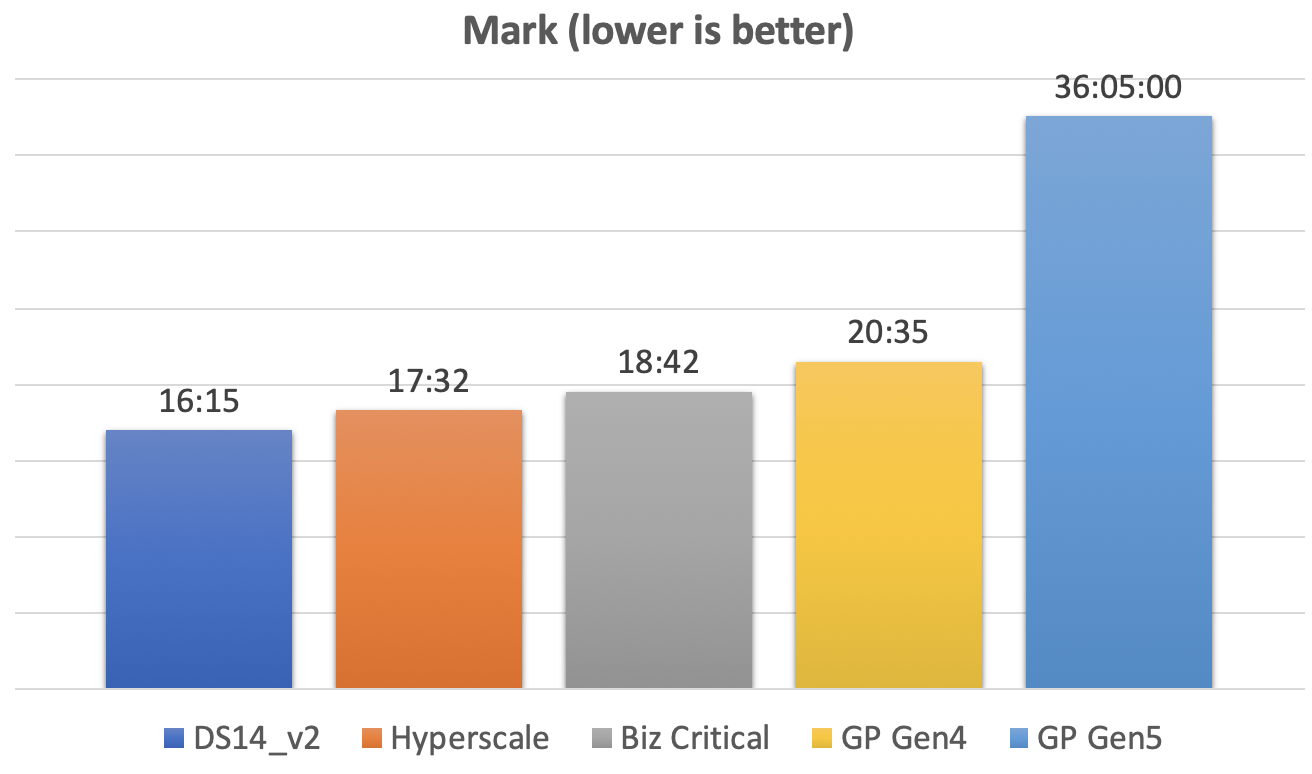 Mark (lower is better)
36:05:00
20:35
18:42
17:32
16:15
DS14_v2 Hyperscale Biz Critical GP Gen4 GP Gen5